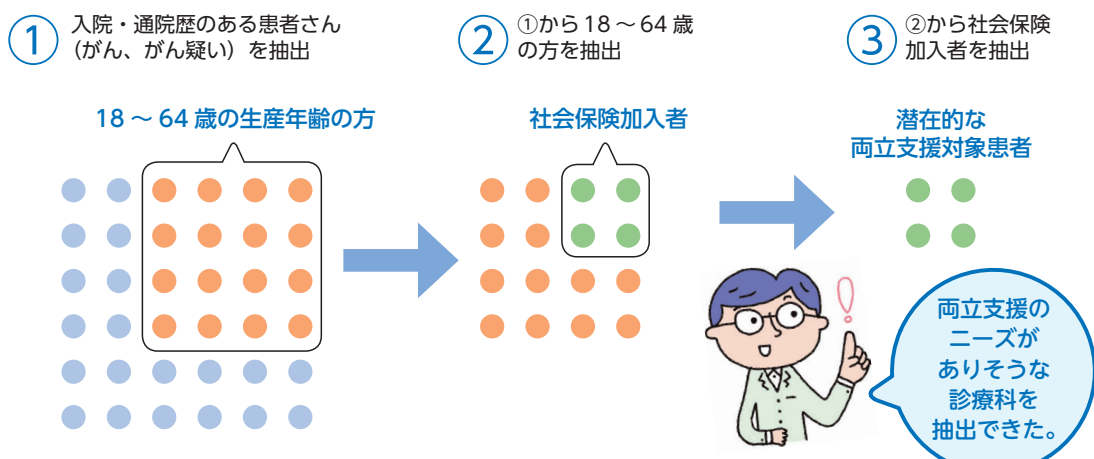 ① 入院・通院歴のある患者さん
(がん、がん疑い)を抽出
② ①から 18 ～ 64 歳
の方を抽出
③ ②から社会保険
加入者を抽出
18 ～ 64 歳の生産年齢の方
社会保険加入者
潜在的な
両立支援対象患者
両立支援の
ニーズが
ありそうな
診療科を
抽出できた。